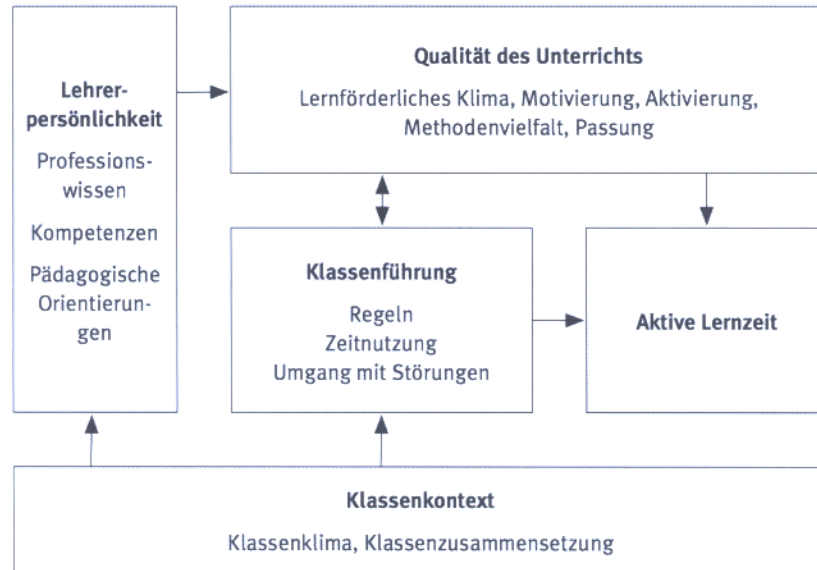 Lehrer-
persönlichkeit
Professions-
wissen
Kompetenzen
Pädagogische
Orientierun-
gen
Qualität des Unterrichts
Lernförderliches Klima, Motivierung, Aktivierung,
Methodenvielfalt, Passung
Klassenführung
Regeln
Zeitnutzung
Umgang mit Störungen
Aktive Lernzeit
Klassenkontext
Klassenklima, Klassenzusammensetzung